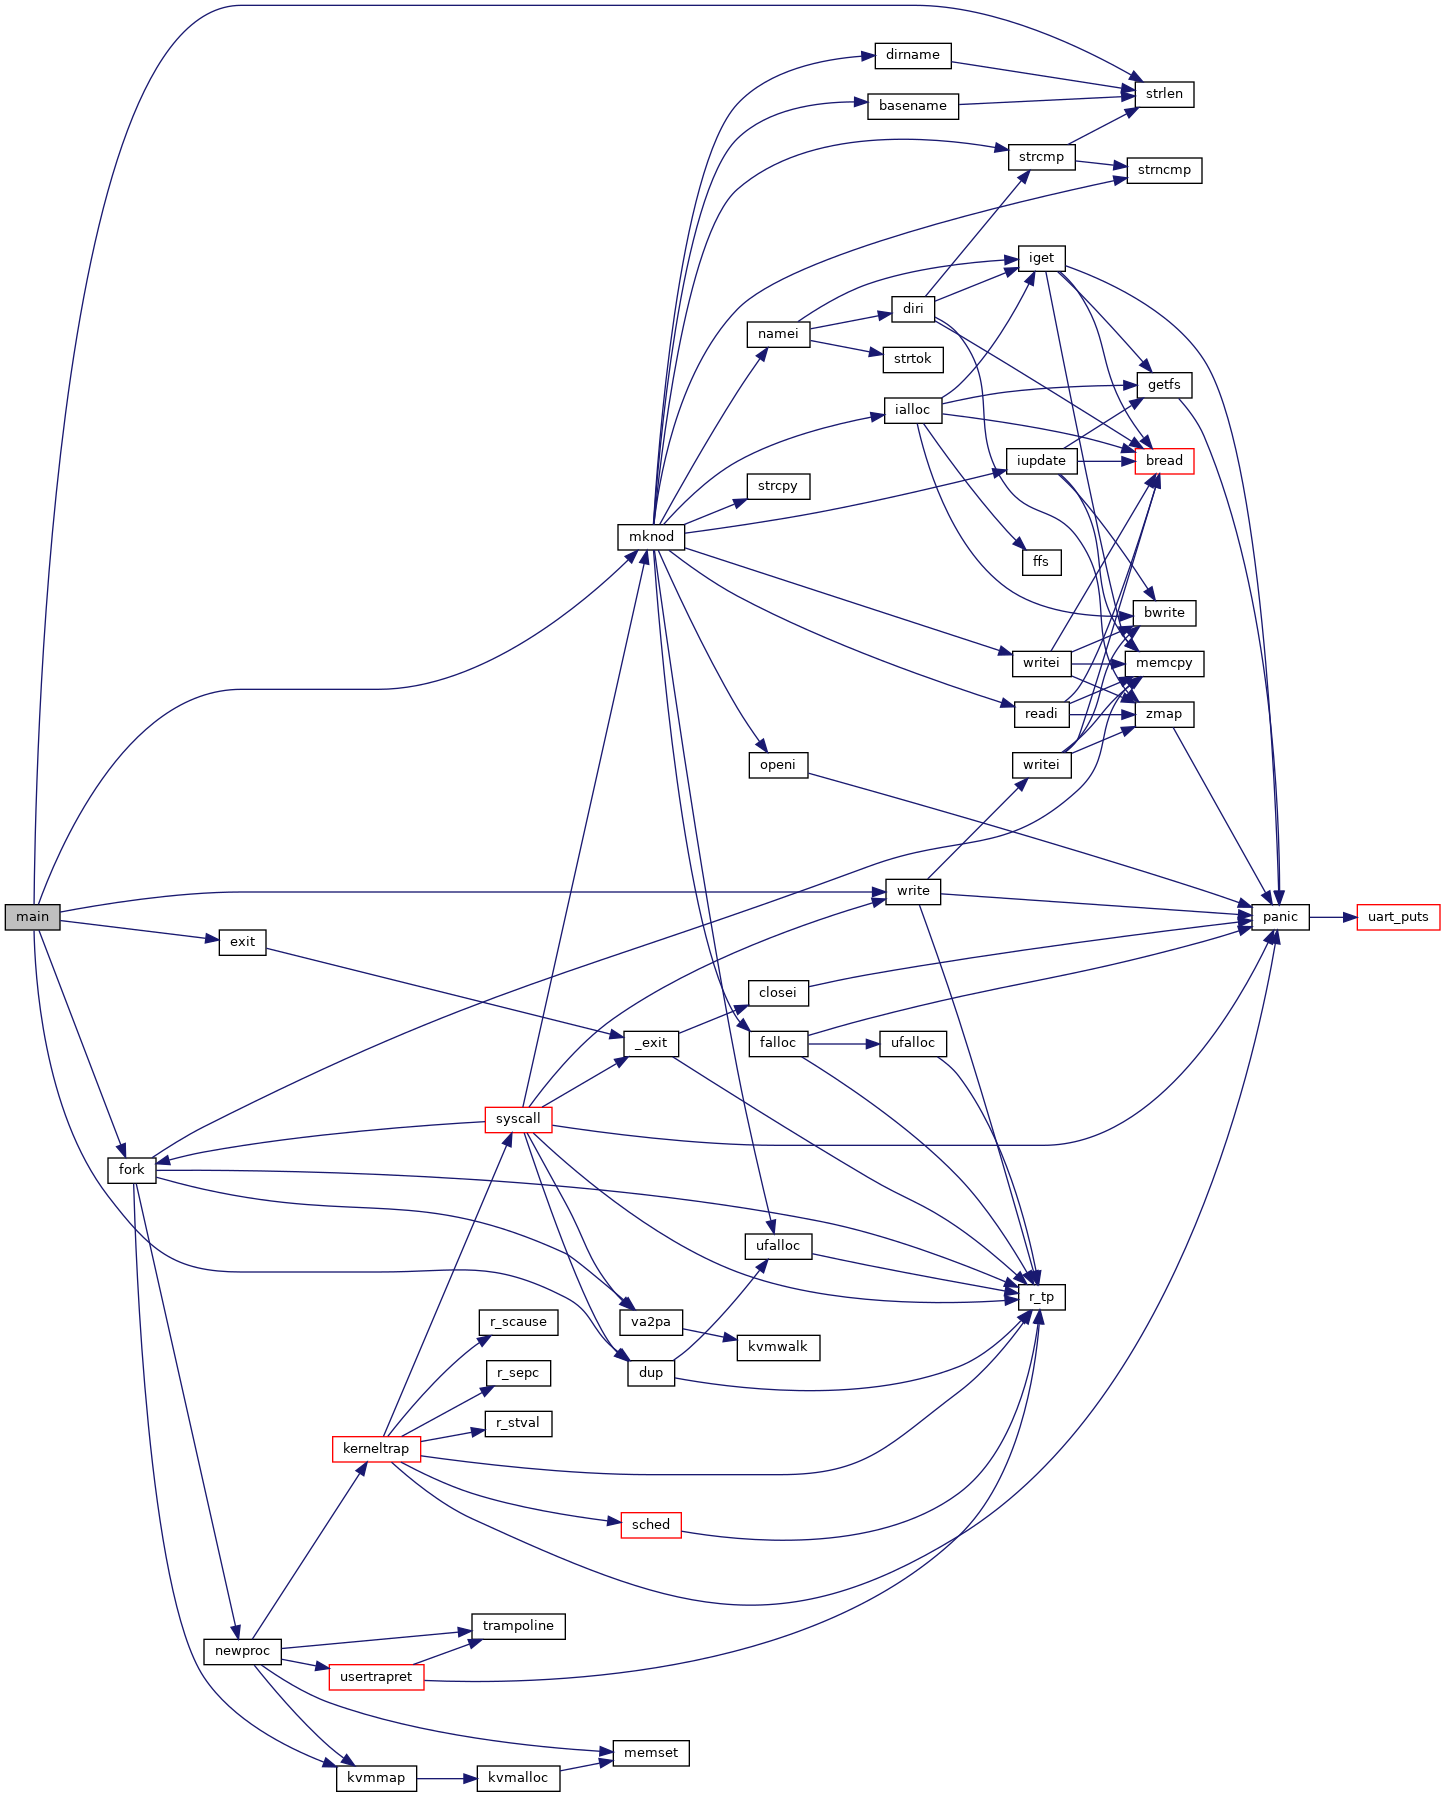 dirname
strlen
basename
strcmp
strncmp
iget
diri
namei
strtok
getfs
ialloc
iupdate
bread
strcpy
mknod
ffs
bwrite
writei
memcpy
readi
zmap
openi
writei
write
main
panic
uart_puts
exit
closei
_exit
falloc
ufalloc
syscall
fork
ufalloc
r_tp
r_scause
va2pa
kvmwalk
r_sepc
dup
r_stval
kerneltrap
sched
trampoline
newproc
usertrapret
memset
kvmmap
kvmalloc